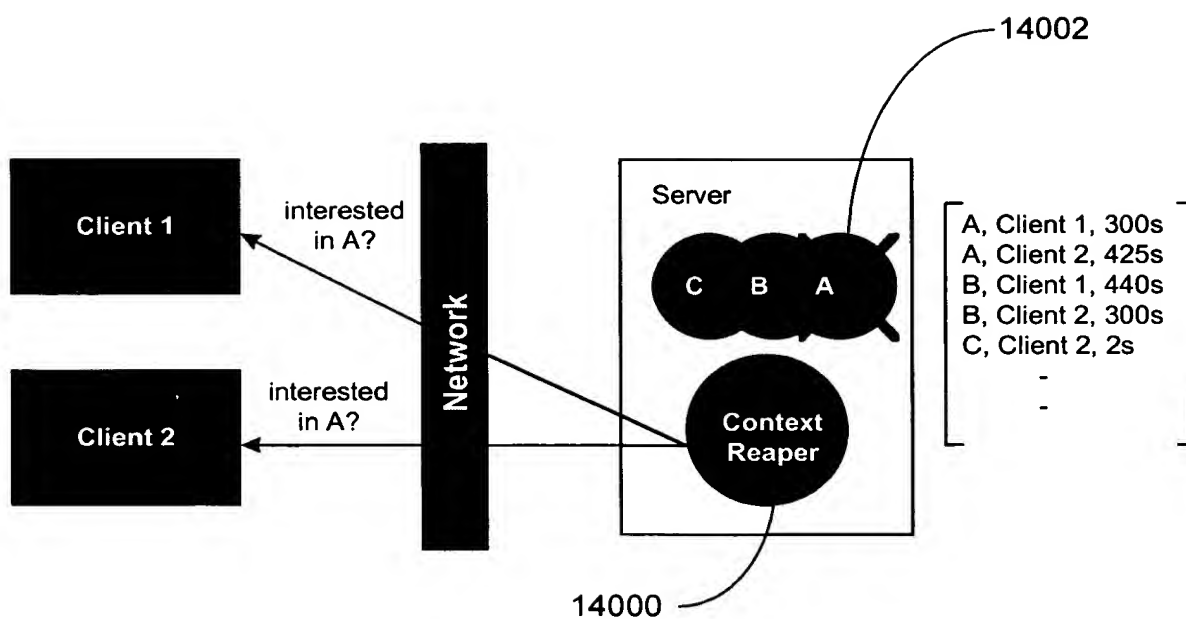 14002
Client 1
interested
in A?
Network
Server
C B A
A, Client 1, 300s
A, Client 2, 425s
B, Client 1, 440s
B, Client 2, 300s
C, Client 2, 2s
-
-
Client 2
interested
in A?
Context
Reaper
14000